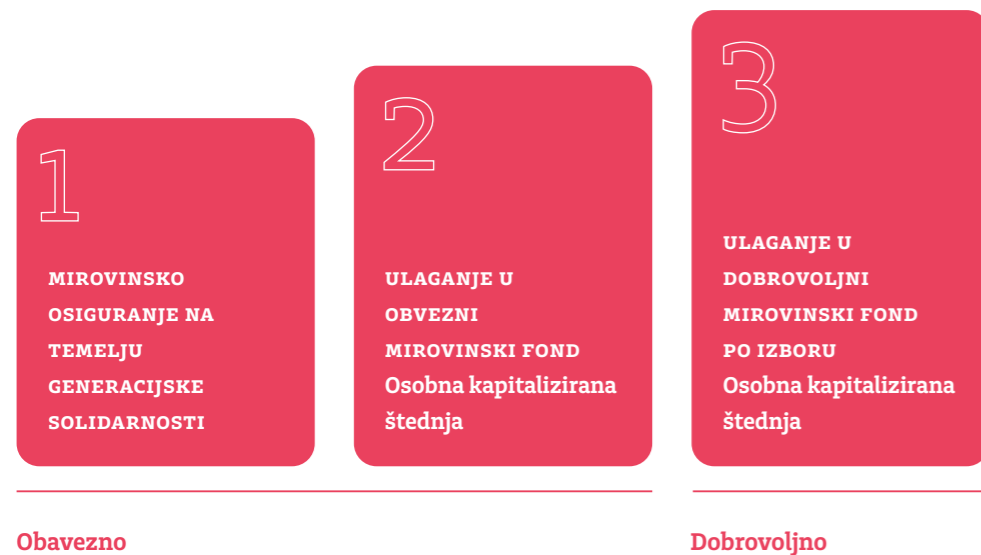 1
MIROVINSKO
OSIGURANJE NA
TEMELJU
GENERACIJSKE
SOLIDARNOSTI
2
ULAGANJE U
OBVEZNI
MIROVINSKI FOND
Osobna kapitalizirana
štednja
3
ULAGANJE U
DOBROVOLJNI
MIROVINSKI FOND
PO IZBORU
Osobna kapitalizirana
štednja
Obavezno
Dobrovoljno